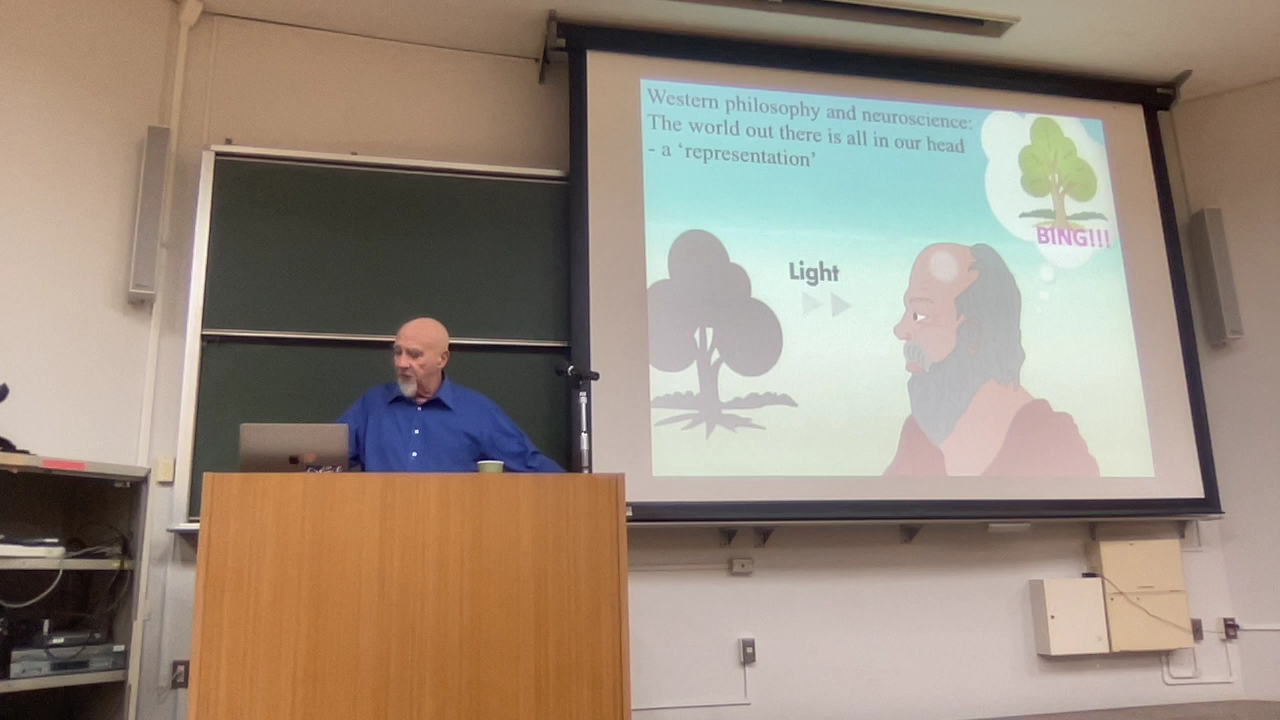 Western philosophy and neuroscience:
The world out there is all in our head
- a ‘representation’
BING!!!
Light